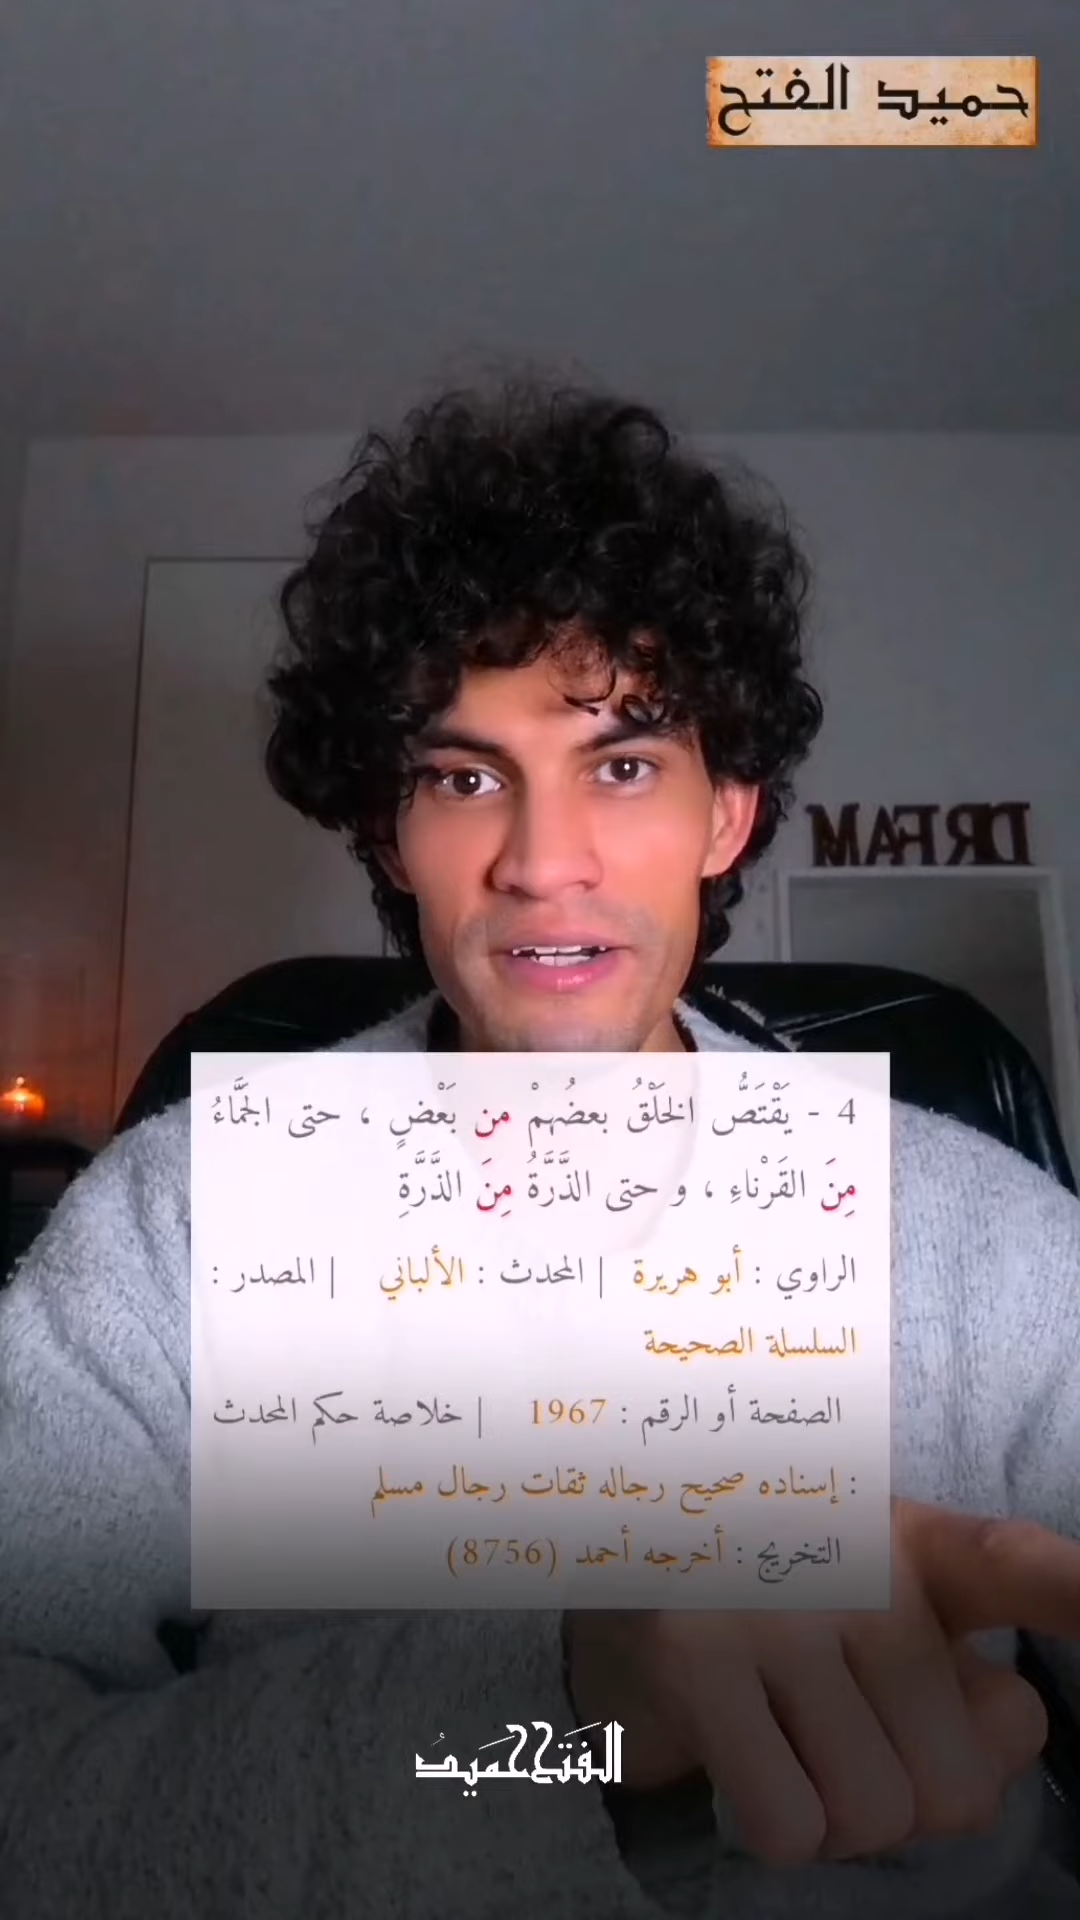 حميد الفتح
DREAM
4 - يَقْتَصُّ الخَلْقُ بعضُهمْ من بَعْضٍ ، حتى الجَمَّاءُ
مِنَ القَرْناءِ ، و حتى الذَّرَّةُ مِنَ الذَّرَّةِ
الراوي : أبو هريرة | المحدث : الألباني | المصدر :
السلسلة الصحيحة
الصفحة أو الرقم : 1967 | خلاصة حكم المحدث
: إسناده صحيح رجاله ثقات رجال مسلم
التخريج : أخرجه أحمد (8756)
الفتححميد